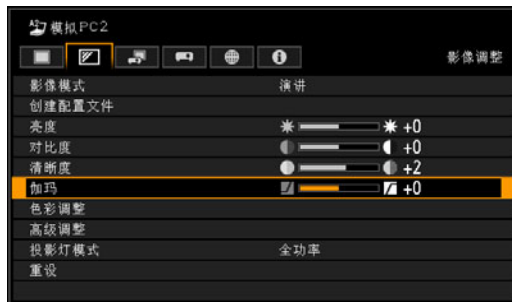 模拟PC2
影像调整
影像模式 演讲
创建配置文件
亮度 +0
对比度 +0
清晰度 +2
伽玛 +0
色彩调整
高级调整
投影灯模式 全功率
重设